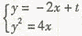 y = -2x + t
y² = 4x